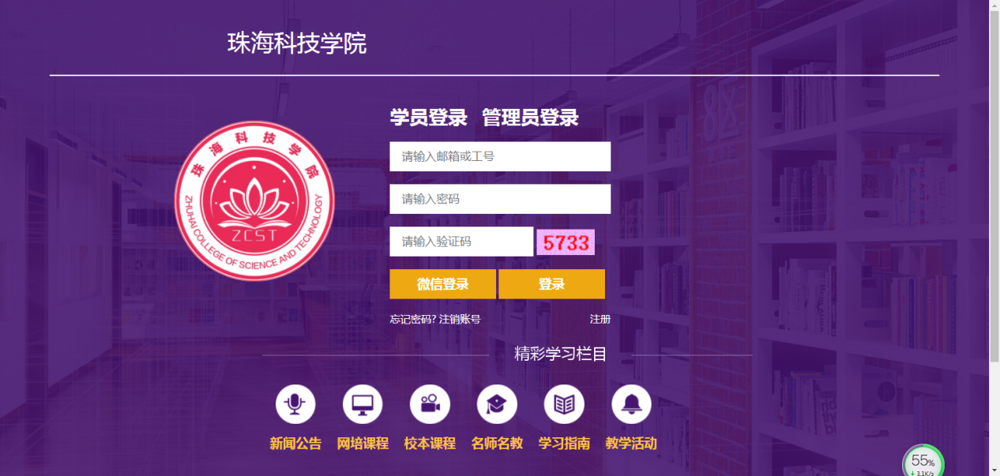 珠海科技学院
学员登录 管理员登录
珠海科技学院
ZCST
ZHUHAI COLLEGE OF SCIENCE AND TECHNOLOGY
请输入邮箱或工号
请输入密码
请输入验证码 5733
微信登录 登录
忘记密码? 注销账号 注册
精彩学习栏目
新闻公告 网培课程 校本课程 名师名教 学习指南 教学活动
55%
3.1K/s